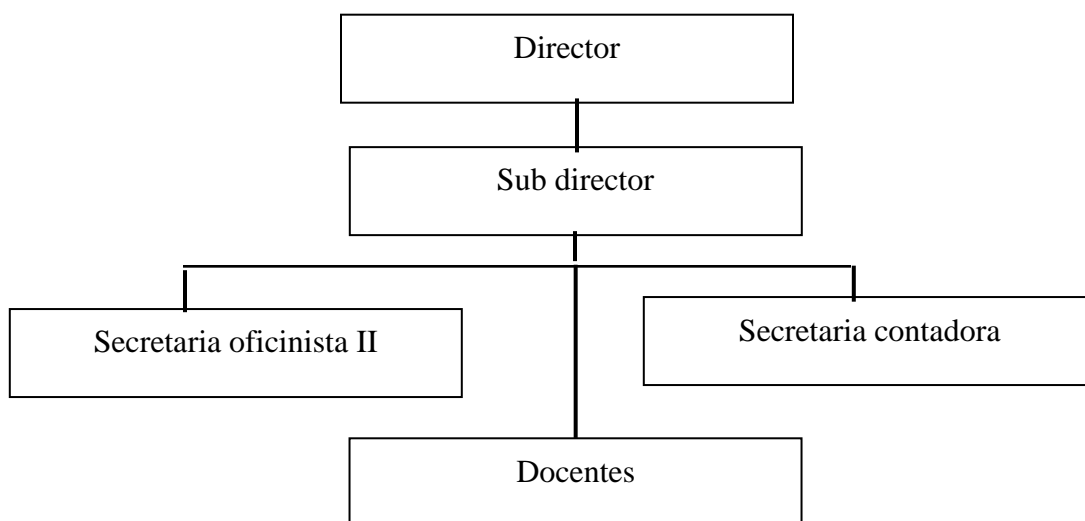 Director
Sub director
Secretaria oficinista II
Secretaria contadora
Docentes